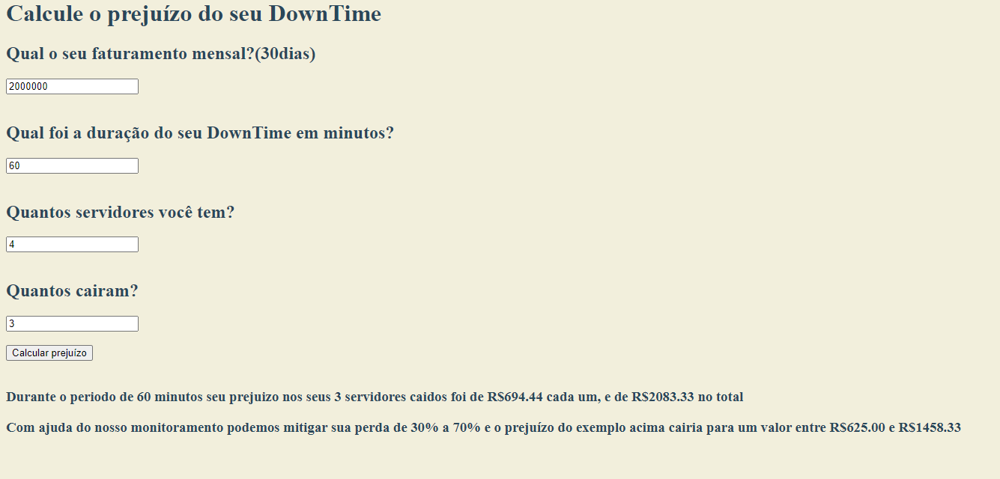 Calcule o prejuízo do seu DownTime
Qual o seu faturamento mensal?(30dias)
2000000
Qual foi a duração do seu DownTime em minutos?
60
Quantos servidores você tem?
4
Quantos cairam?
3
Calcular prejuízo
Durante o periodo de 60 minutos seu prejuizo nos seus 3 servidores caidos foi de R$694.44 cada um, e de R$2083.33 no total
Com ajuda do nosso monitoramento podemos mitigar sua perda de 30% a 70% e o prejuízo do exemplo acima cairia para um valor entre R$625.00 e R$1458.33